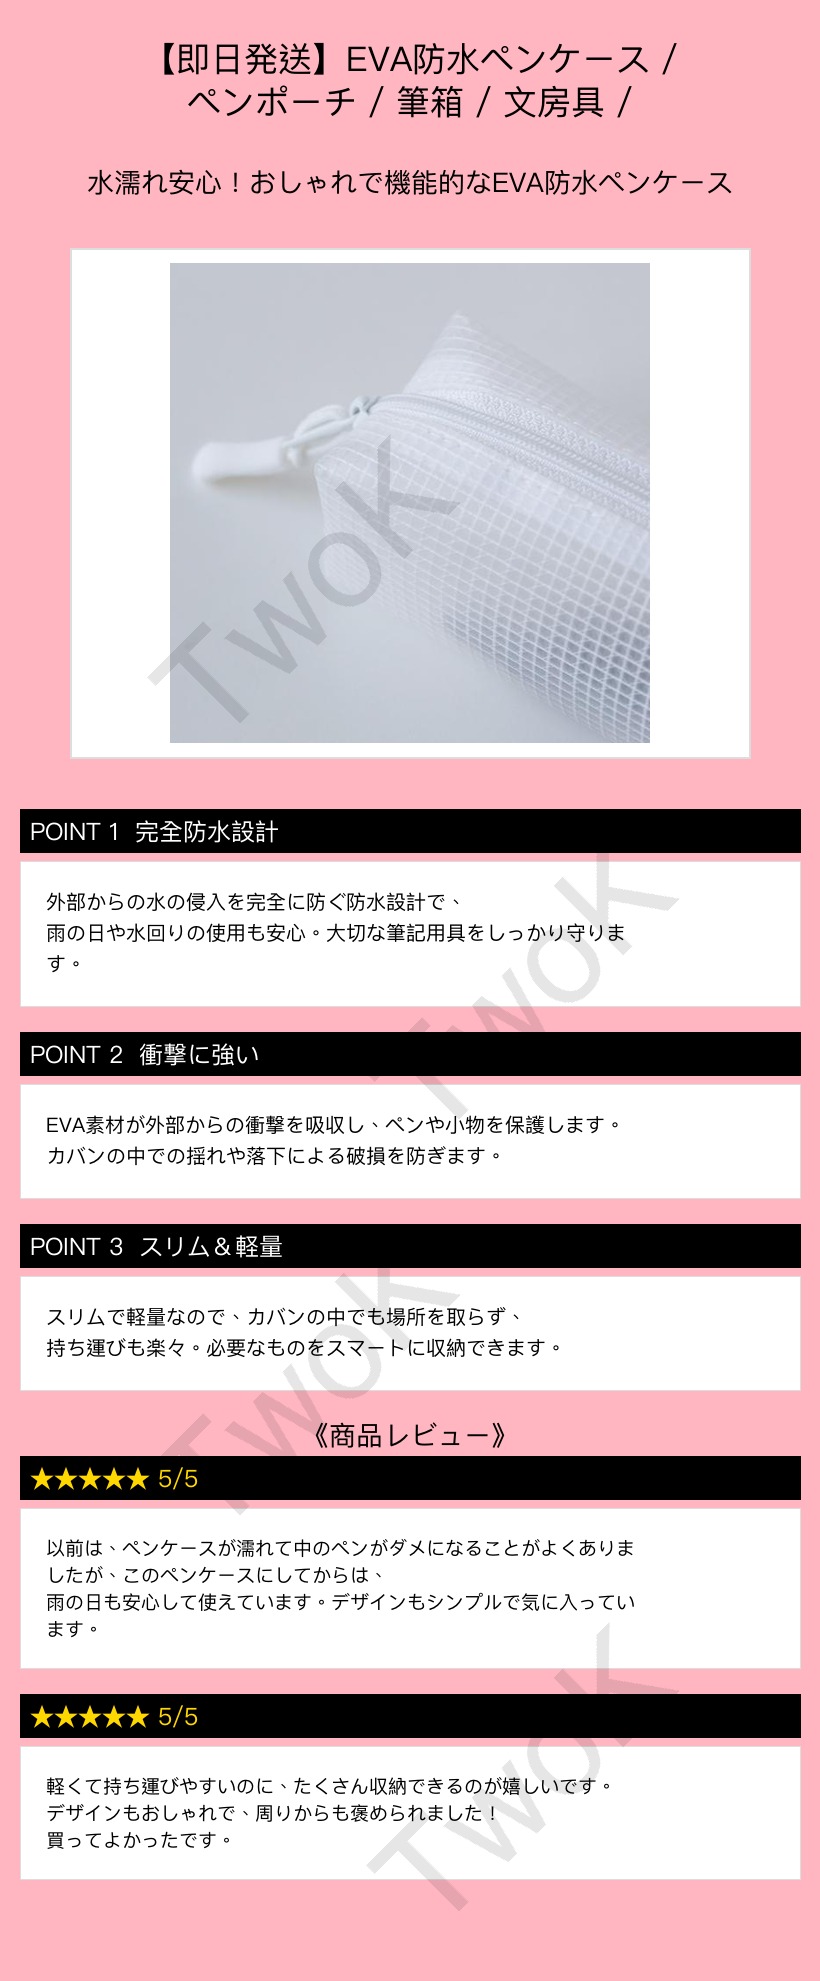 【即日発送】EVA防水ペンケース /
ペンポーチ / 筆箱 / 文房具 /
水濡れ安心！おしゃれで機能的なEVA防水ペンケース
TwoK
POINT 1 完全防水設計
外部からの水の侵入を完全に防ぐ防水設計で、
雨の日や水回りの使用も安心。大切な筆記用具をしっかり守りま
す。
TwoK
POINT 2 衝撃に強い
EVA素材が外部からの衝撃を吸収し、ペンや小物を保護します。
カバンの中での揺れや落下による破損を防ぎます。
POINT 3 スリム＆軽量
スリムで軽量なので、カバンの中でも場所を取らず、
持ち運びも楽々。必要なものをスマートに収納できます。
TwoK
《商品レビュー》
★★★★★ 5/5
以前は、ペンケースが濡れて中のペンがダメになることがよくありま
したが、このペンケースにしてからは、
雨の日も安心して使えています。デザインもシンプルで気に入ってい
ます。
★★★★★ 5/5
軽くて持ち運びやすいのに、たくさん収納できるのが嬉しいです。
デザインもおしゃれで、周りからも褒められました！
買ってよかったです。
TwoK